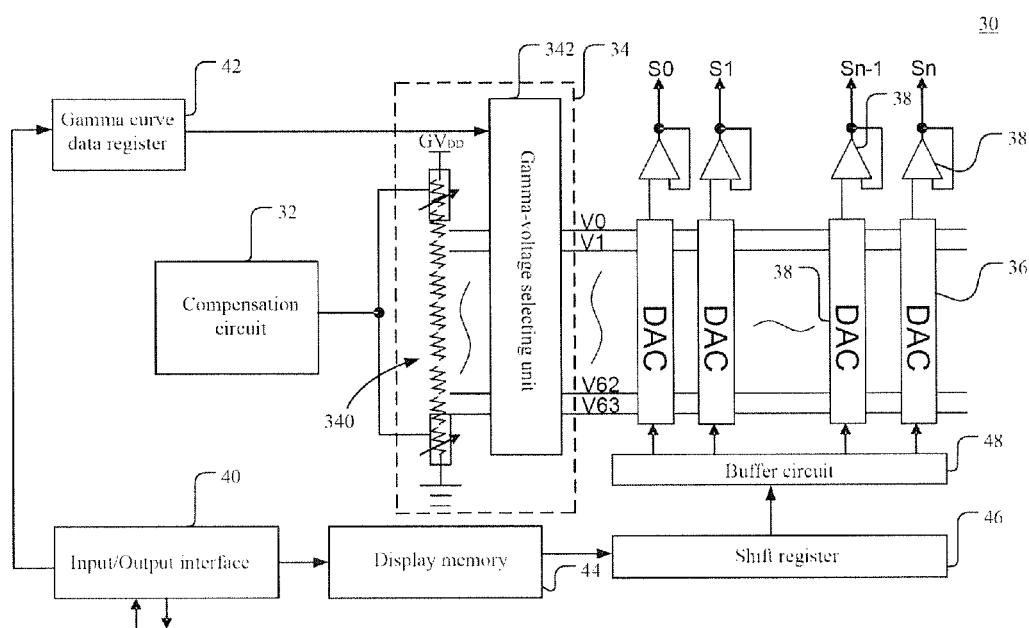 30
42
342
34
S0
S1
Sn-1
Sn
Gamma curve
data register
GVDD
38
38
Gamma-voltage selecting unit
32
Compensation
circuit
V0
V1
38
36
DAC
DAC
DAC
DAC
340
V62
V63
48
Buffer circuit
40
Input/Output interface
Display memory
44
Shift register
46